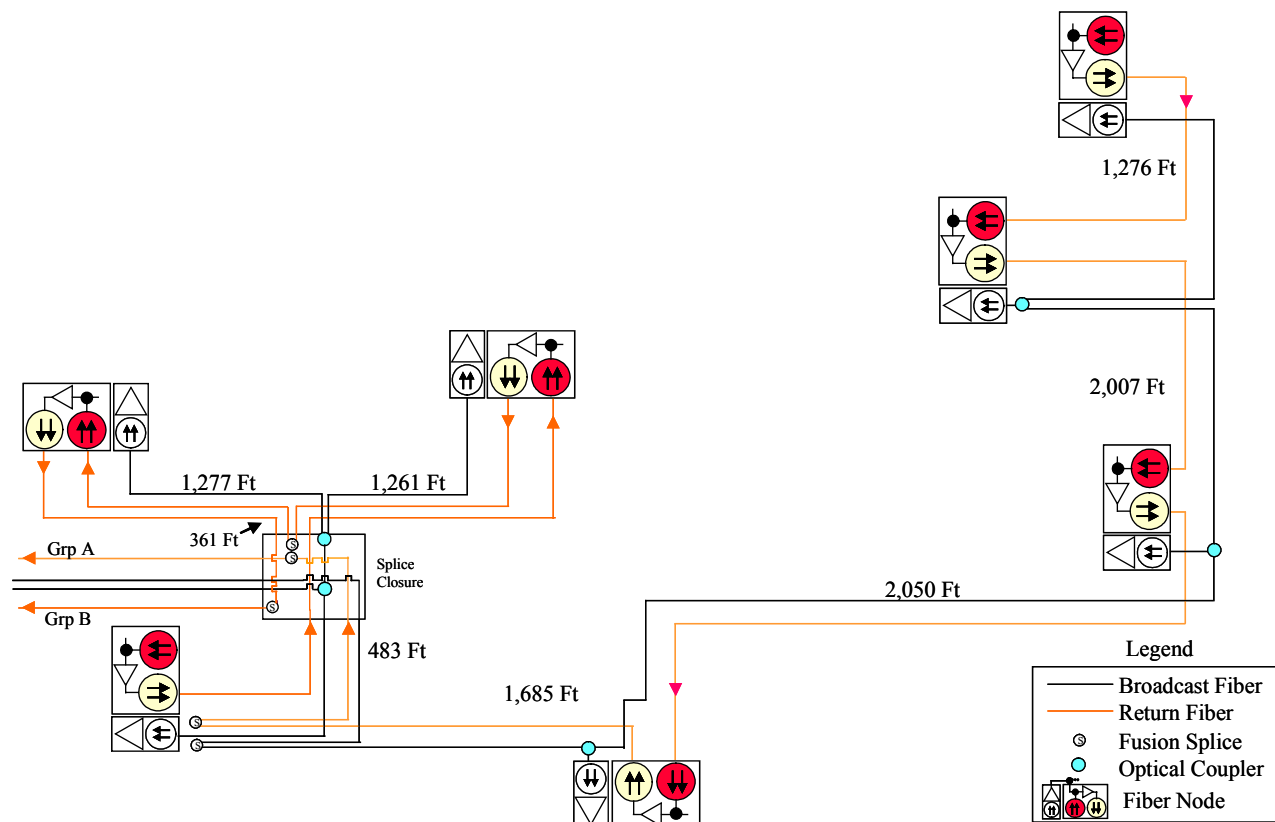 1,276 Ft
2,007 Ft
1,277 Ft
1,261 Ft
361 Ft
Grp A
Splice
Closure
Grp B
2,050 Ft
483 Ft
1,685 Ft
S
S
S
S
S
Legend
Broadcast Fiber
Return Fiber
S
Fusion Splice
Optical Coupler
Fiber Node